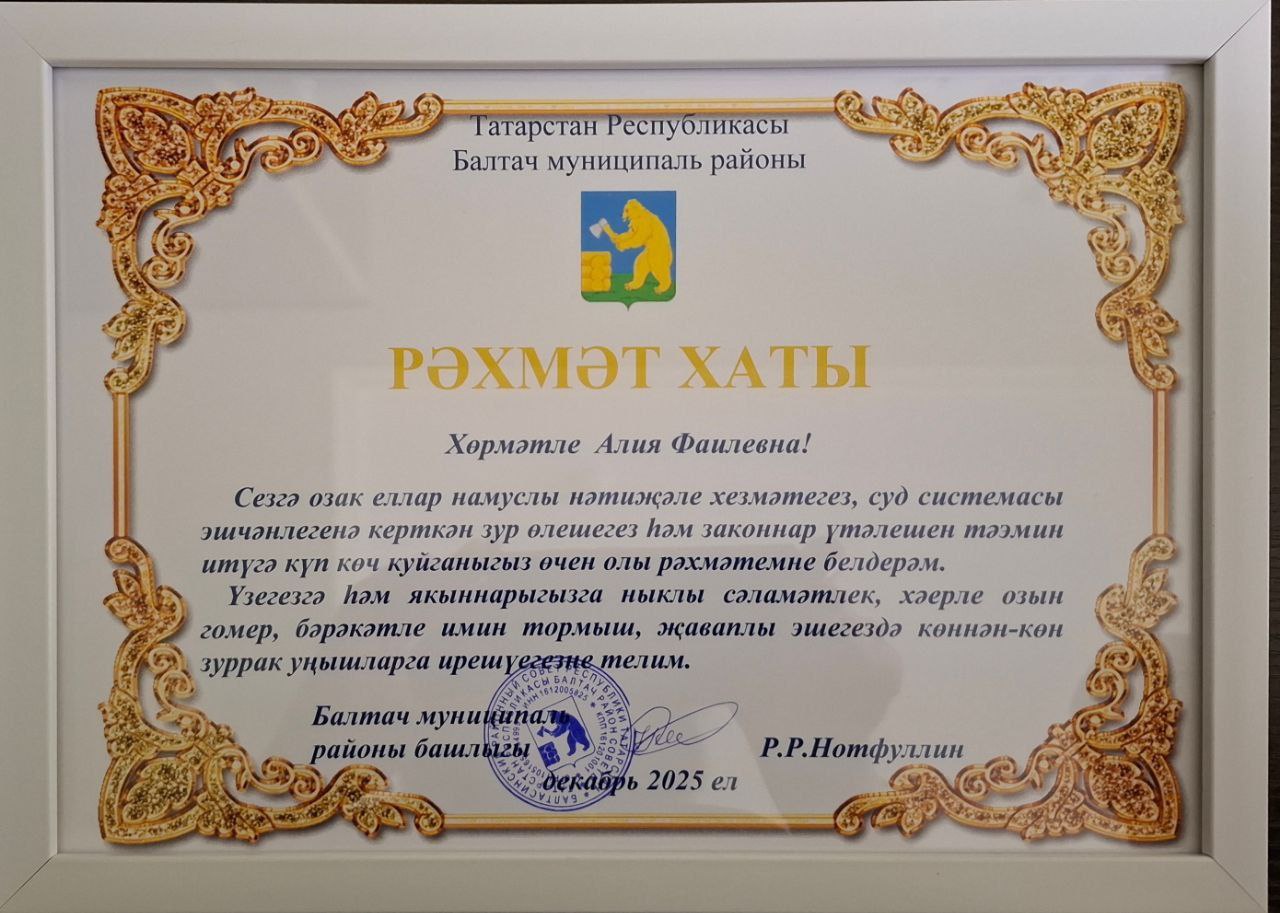 Татарстан Республикасы
Балтач муниципаль районы
РӘХМӘТ ХАТЫ
Хөрмәтле Алия Фаилевна!
Сезгә озак еллар намуслы нәтиҗәле хезмәтегез, суд системасы
эшчәнлегенә керткән зур өлешегез һәм законнар үтәлешен тәэмин
итүгә күп көч куйганыгыз өчен олы рәхмәтемне белдерәм.
Үзегезгә һәм якыннарыгызга ныклы сәламәтлек, хәерле озын
гомер, бәрәкәтле имин тормыш, җаваплы эшегездә көннән-көн
зуррак уңышларга ирешүегезне телим.
Балтач муниципаль
районы башлыгы
Р.Р.Нотфуллин
декабрь 2025 ел